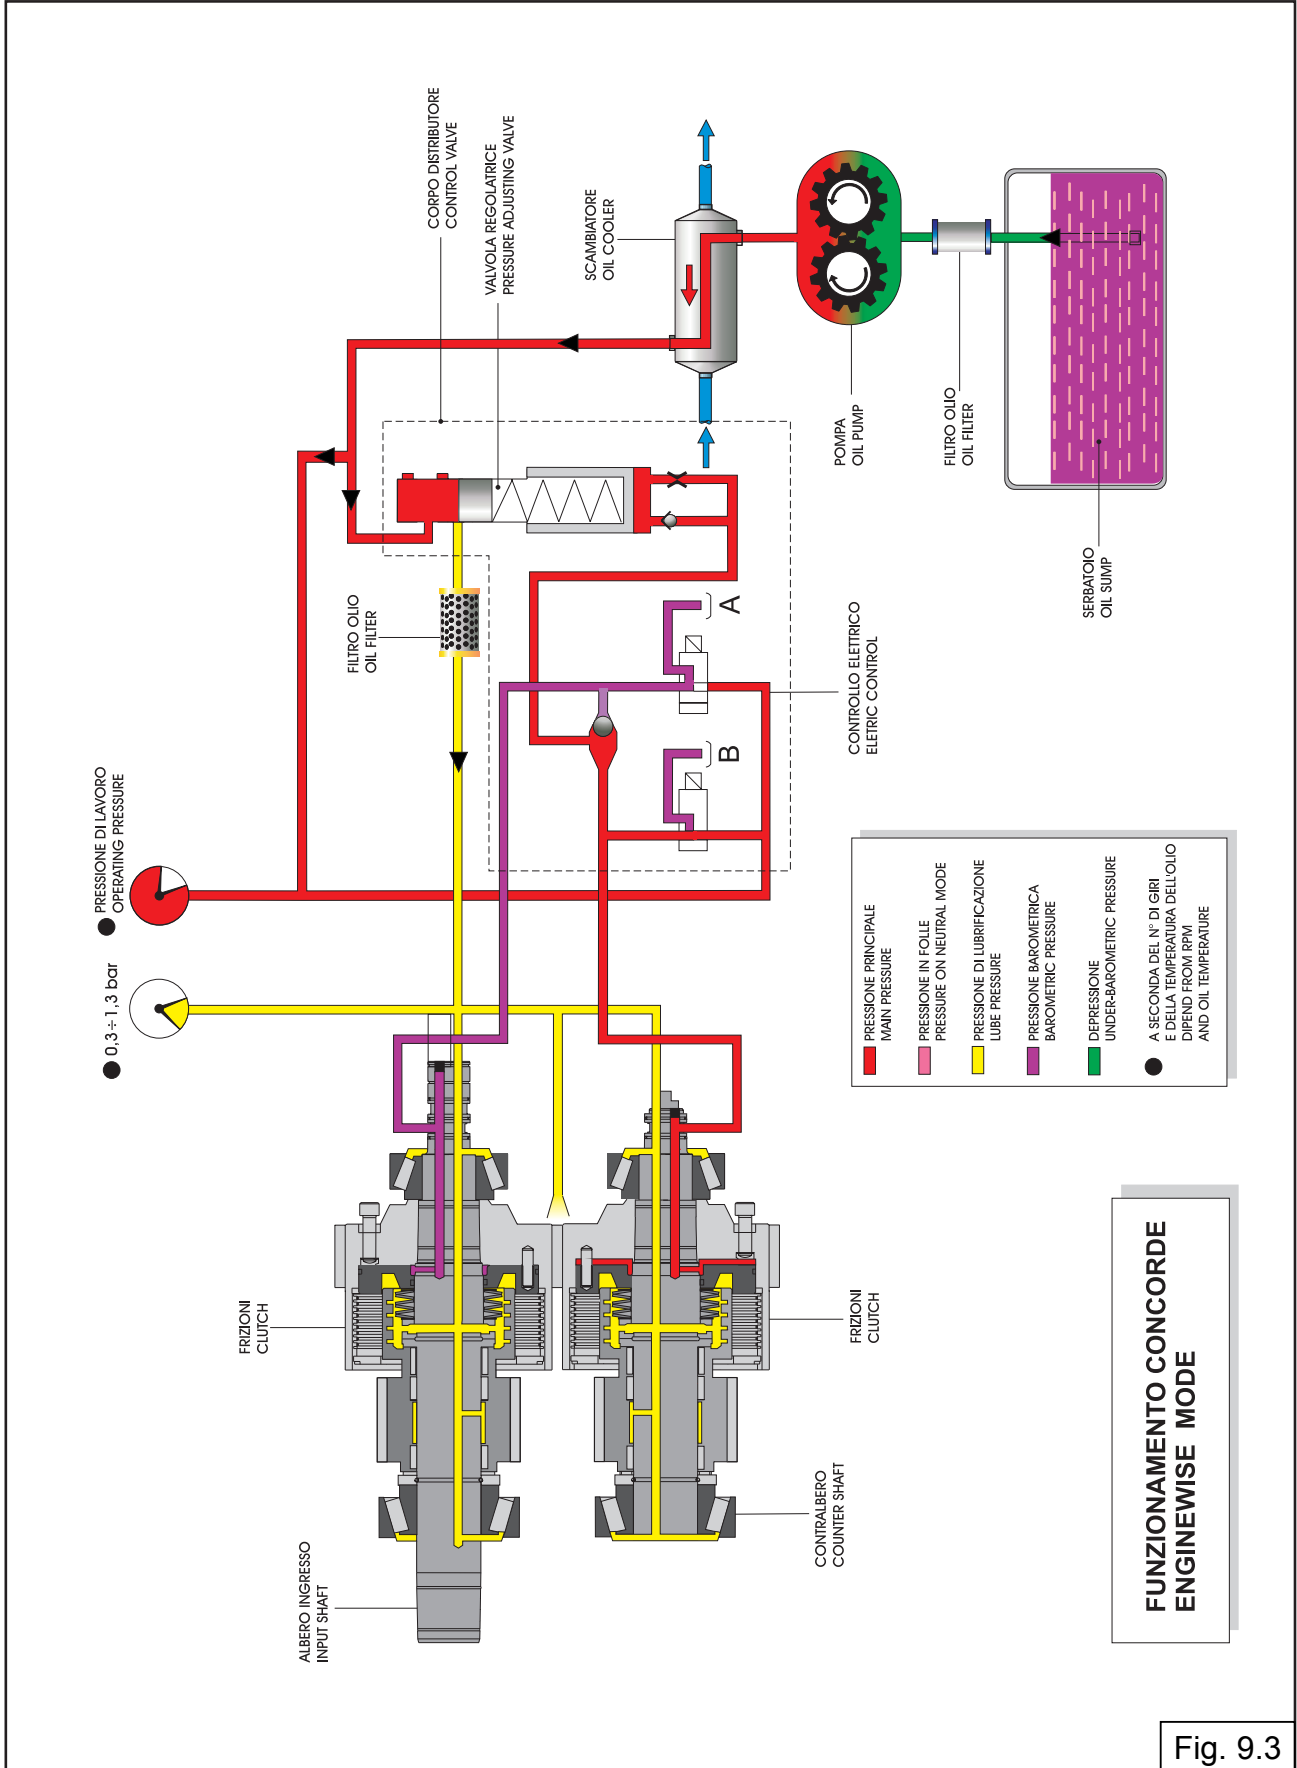 CORPO DISTRIBUTORE
CONTROL VALVE
VALVOLA REGOLATRICE
PRESSURE ADJUSTING VALVE
SCAMBIATORE
OIL COOLER
POMPA
OIL PUMP
FILTRO OLIO
OIL FILTER
SERBATOIO
OIL SUMP
FILTRO OLIO
OIL FILTER
A
B
CONTROLLO ELETTRICO
ELETRIC CONTROL
PRESSIONE DI LAVORO
OPERATING PRESSURE
0,3÷1,3 bar
FRIZIONI
CLUTCH
FRIZIONI
CLUTCH
ALBERO INGRESSO
INPUT SHAFT
CONTRALBERO
COUNTER SHAFT
PRESSIONE PRINCIPALE
MAIN PRESSURE
PRESSIONE IN FOLLE
PRESSURE ON NEUTRAL MODE
PRESSIONE DI LUBRIFICAZIONE
LUBE PRESSURE
PRESSIONE BAROMETRICA
BAROMETRIC PRESSURE
DEPRESSIONE
UNDER-BAROMETRIC PRESSURE
A SECONDA DEL N° DI GIRI
E DELLA TEMPERATURA DELL'OLIO
DIPEND FROM RPM
AND OIL TEMPERATURE
FUNZIONAMENTO CONCORDE
ENGINEWISE MODE
Fig. 9.3